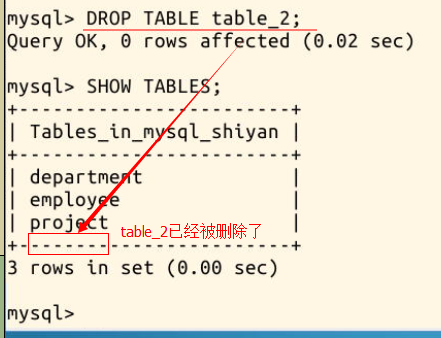 mysql> DROP TABLE table_2;
Query OK, 0 rows affected (0.02 sec)
mysql> SHOW TABLES;
+-------------------------+
| Tables_in_mysql_shiyan |
+-------------------------+
| department |
| employee |
| project |
+-------------------------+
table_2已经被删除了
3 rows in set (0.00 sec)
mysql>